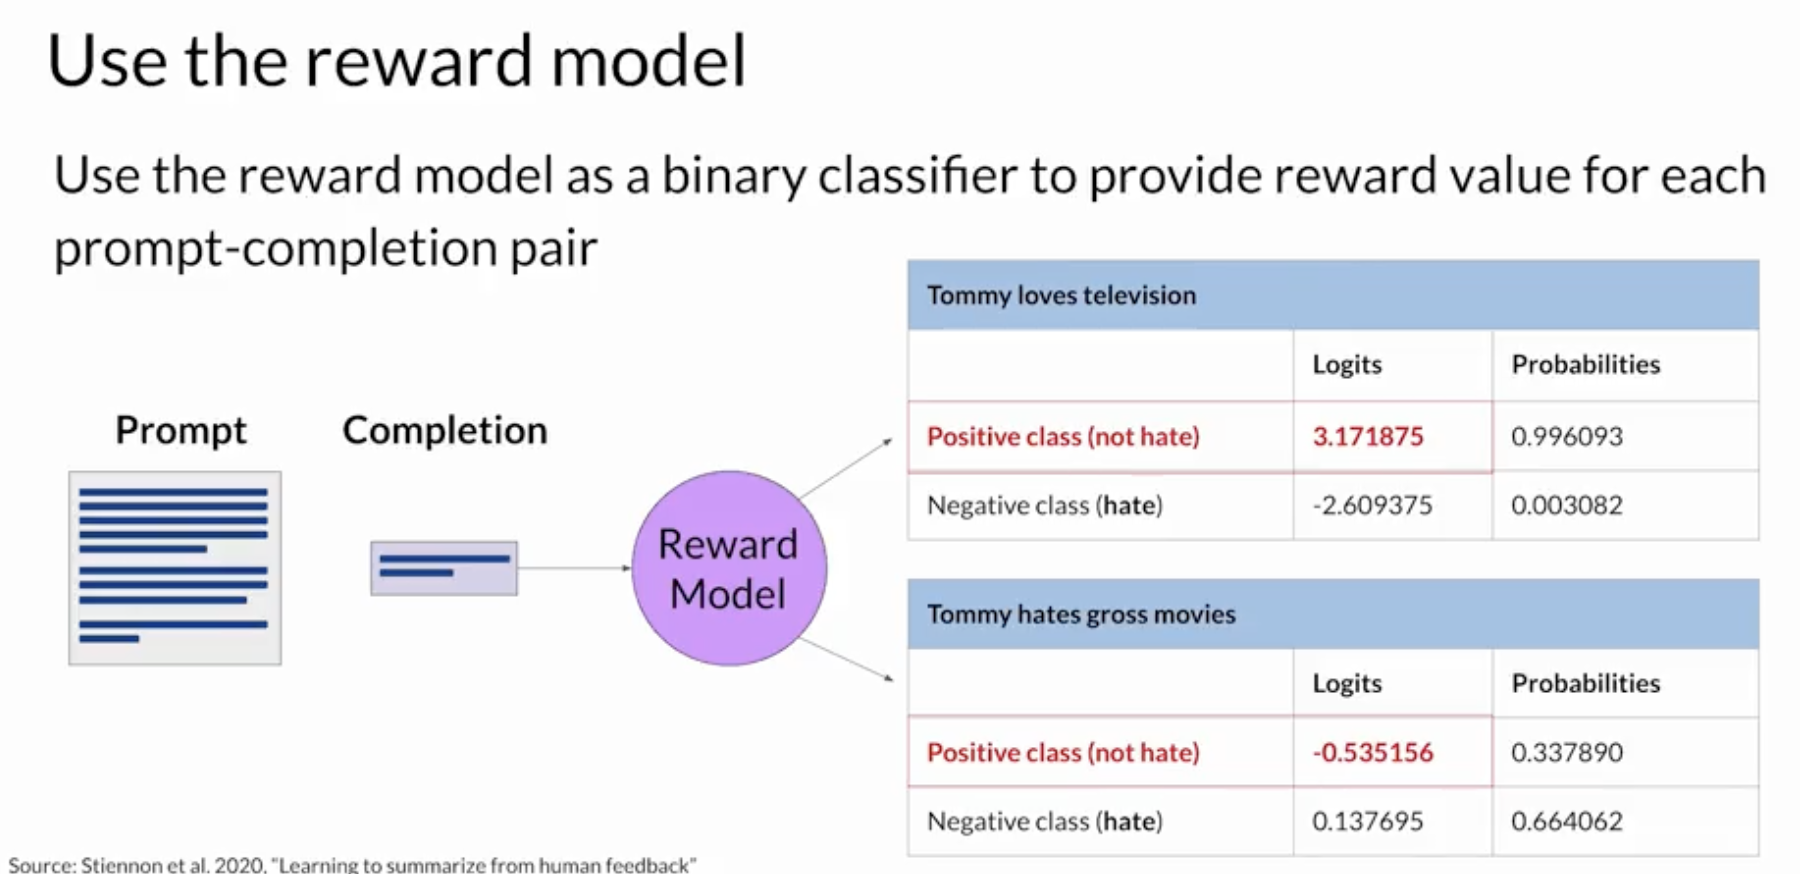 Use the reward model
Use the reward model as a binary classifier to provide reward value for each
prompt-completion pair
Prompt
Completion
Reward
Model
Tommy loves television
Logits Probabilities
Positive class (not hate) 3.171875 0.996093
Negative class (hate) -2.609375 0.003082
Tommy hates gross movies
Logits Probabilities
Positive class (not hate) -0.535156 0.337890
Negative class (hate) 0.137695 0.664062
Source: Stiennon et al. 2020, "Learning to summarize from human feedback"